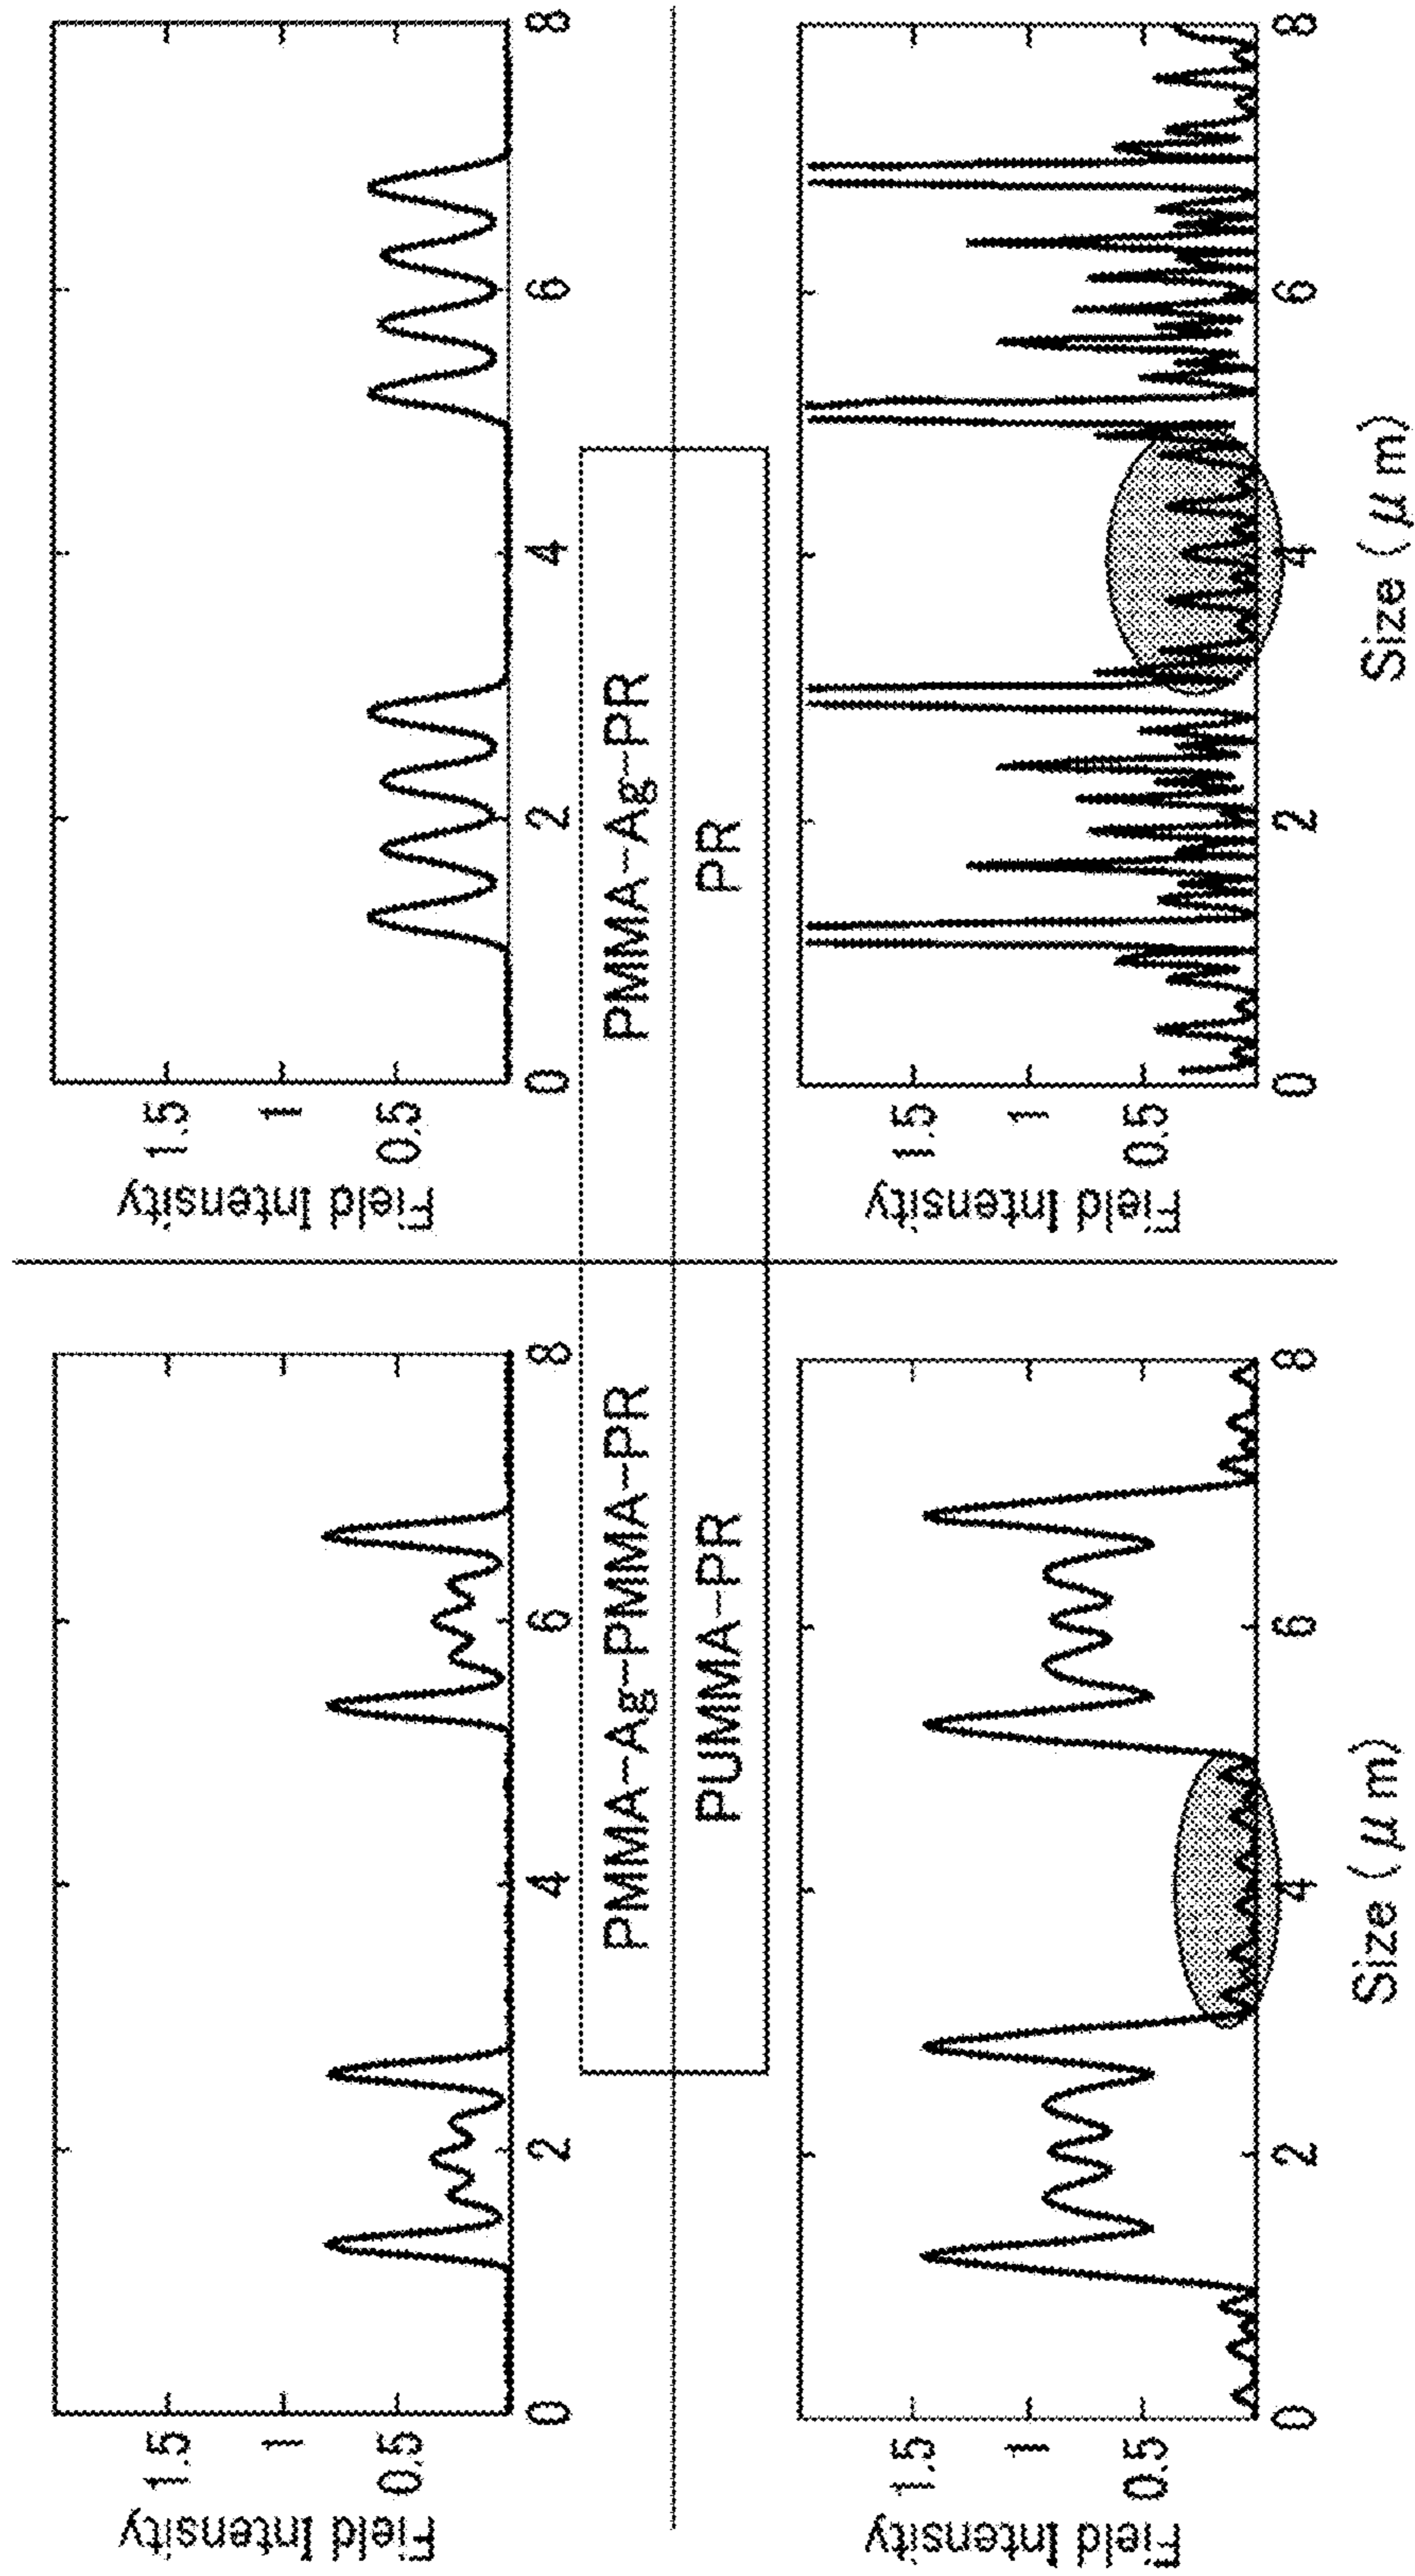 Field Intensity
1.5
1
0.5
0 2 4 6 8
Field Intensity
1.5
1
0.5
0 2 4 6 8
PMMA-Ag-PMMA-PR
PMMA-Ag-PR
PUMMA-PR
PR
Field Intensity
1.5
1
0.5
0 2 4 6 8
Size (μm)
Field Intensity
1.5
1
0.5
0 2 4 6 8
Size (μm)